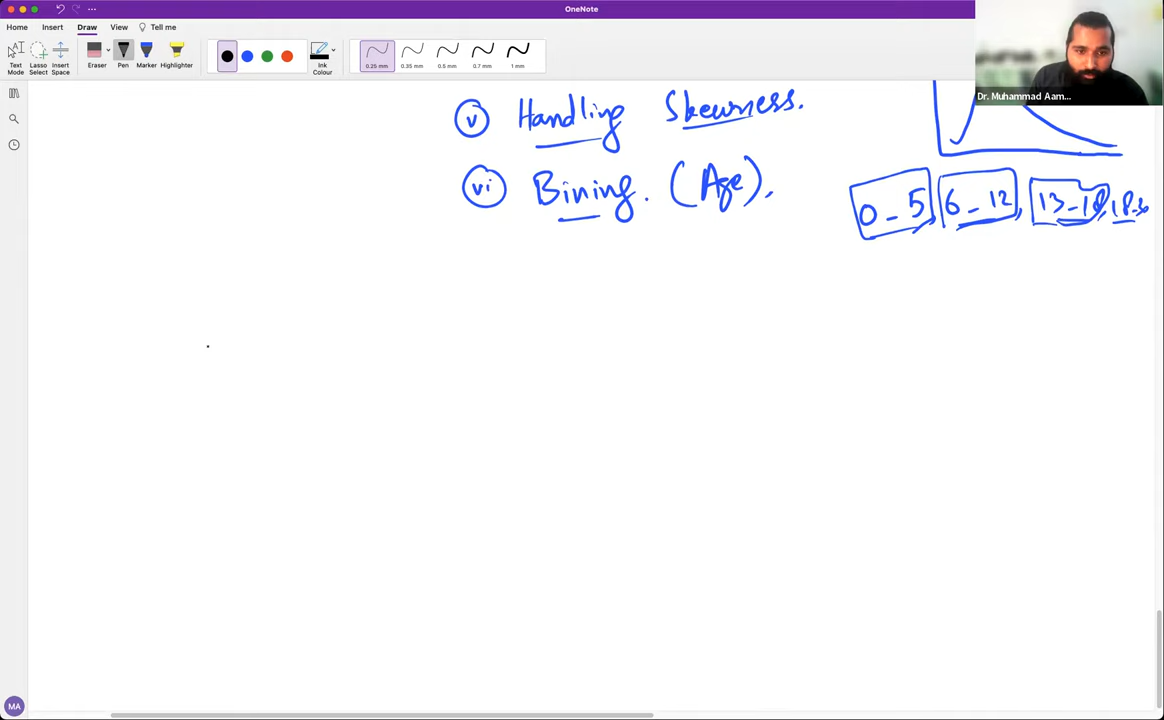 OneNote
Home Insert Draw View Tell me
Text Mode
Lasso Select
Insert Space
Eraser
Pen
Marker
Highlighter
0.25 mm
0.35 mm
0.5 mm
0.7 mm
1 mm
Ink Colour
Dr. Muhammad Aam...
v Handling Skewness.
vi Bining. (Age),
0 - 5, 6 - 12, 13 - 18, 18-30
MA